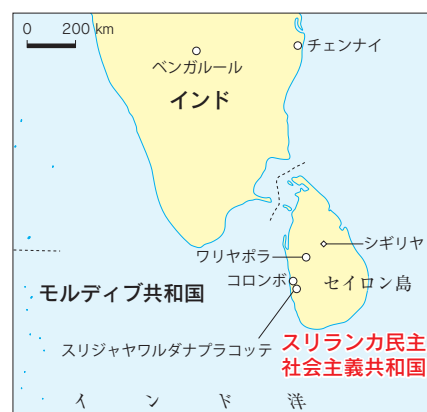 0 200 km
チェンナイ
ベンガルール
インド
シギリヤ
ワリヤポラ
コロンボ
セイロン島
モルディブ共和国
スリジャヤワルダナプラコッテ
スリランカ民主
社会主義共和国
インド洋